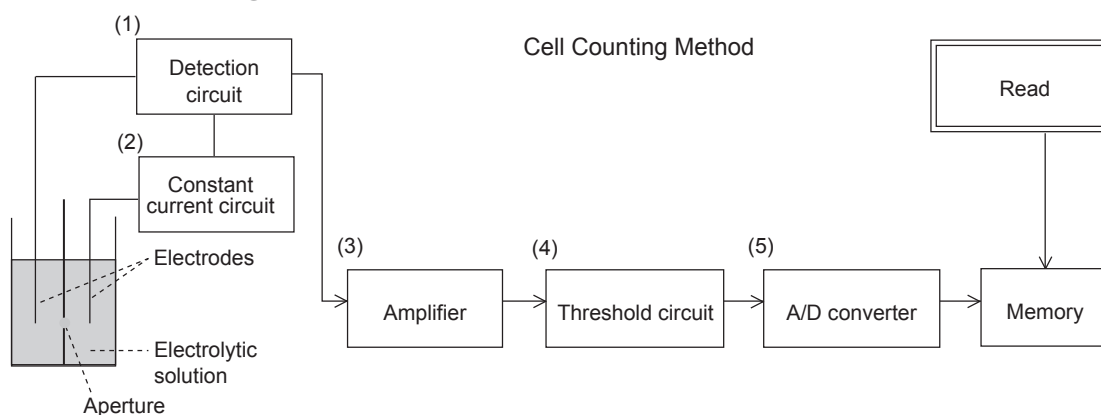 (1)
Cell Counting Method
Detection
circuit
Read
(2)
Constant
current circuit
Electrodes
(3)
(4)
(5)
Amplifier
Threshold circuit
A/D converter
Memory
Electrolytic
solution
Aperture